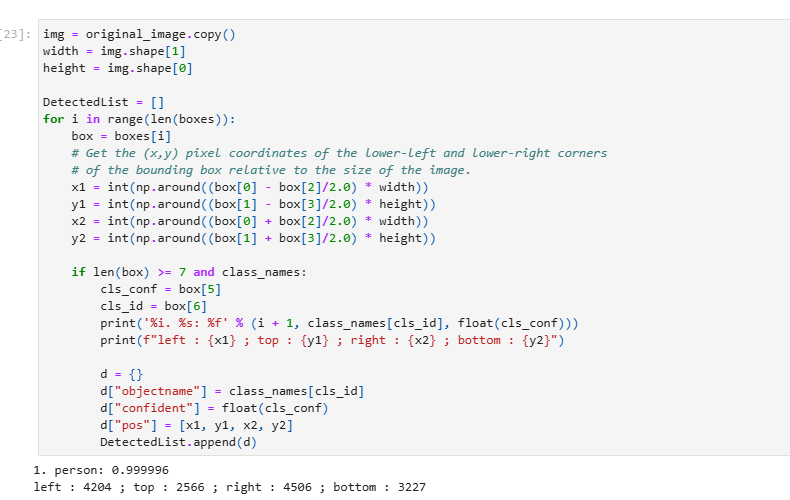 [23]: img = original_image.copy()
width = img.shape[1]
height = img.shape[0]
DetectedList = []
for i in range(len(boxes)):
    box = boxes[i]
    # Get the (x,y) pixel coordinates of the lower-left and lower-right corners
    # of the bounding box relative to the size of the image.
    x1 = int(np.around((box[0] - box[2]/2.0) * width))
    y1 = int(np.around((box[1] - box[3]/2.0) * height))
    x2 = int(np.around((box[0] + box[2]/2.0) * width))
    y2 = int(np.around((box[1] + box[3]/2.0) * height))
    if len(box) >= 7 and class_names:
        cls_conf = box[5]
        cls_id = box[6]
        print('%i. %s: %f' % (i + 1, class_names[cls_id], float(cls_conf)))
        print(f"left : {x1} ; top : {y1} ; right : {x2} ; bottom : {y2}")
        d = {}
        d["objectname"] = class_names[cls_id]
        d["confident"] = float(cls_conf)
        d["pos"] = [x1, y1, x2, y2]
        DetectedList.append(d)
1. person: 0.999996
left : 4204 ; top : 2566 ; right : 4506 ; bottom : 3227